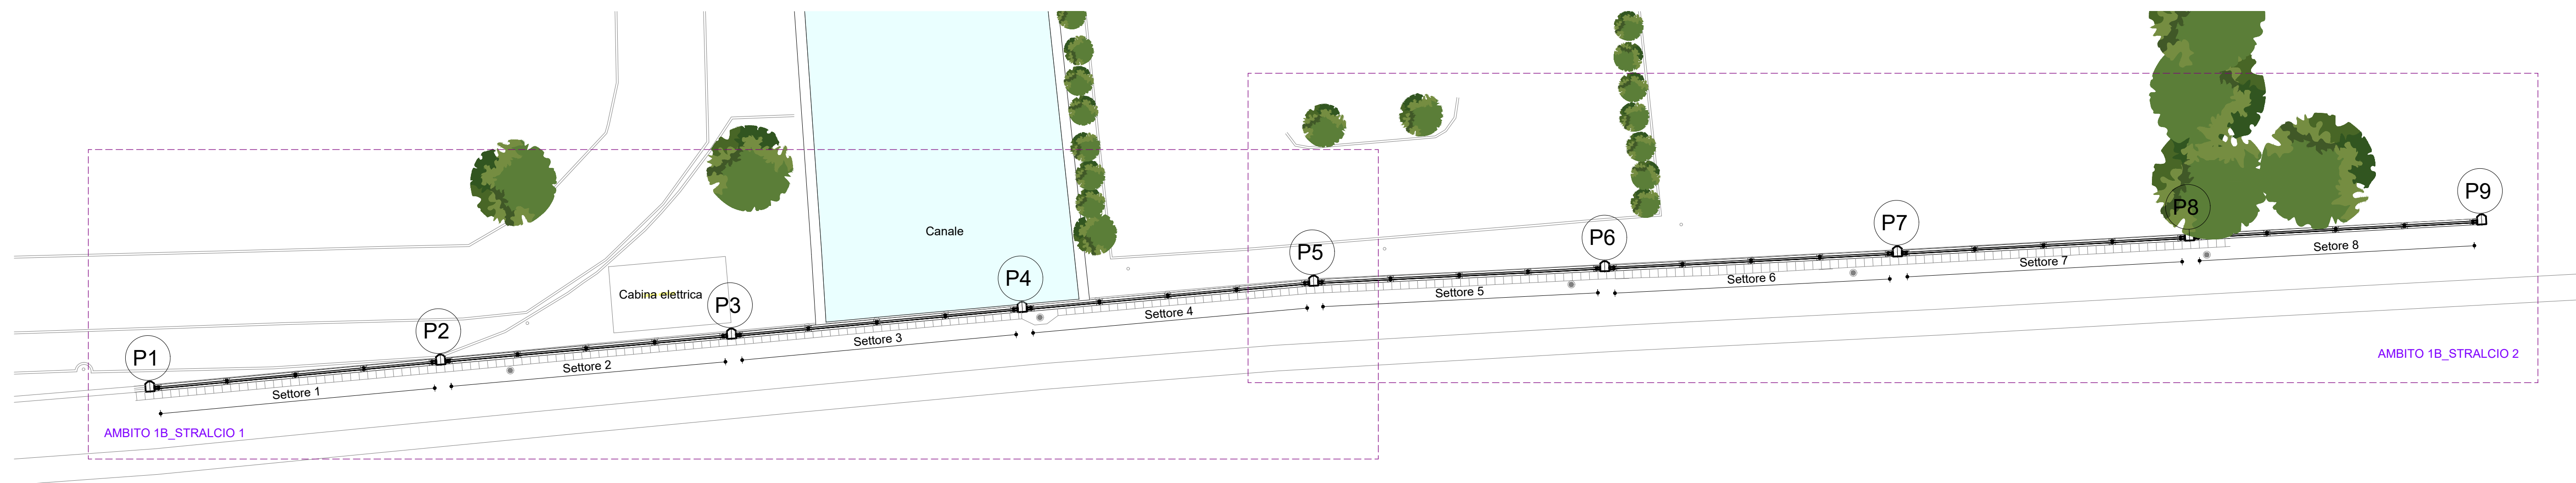 P1
P2
P3
P4
P5
P6
P7
P8
P9
Canale
Cabina elettrica
Settore 1
Settore 2
Settore 3
Settore 4
Settore 5
Settore 6
Settore 7
Settore 8
AMBITO 1B_STRALCIO 1
AMBITO 1B_STRALCIO 2